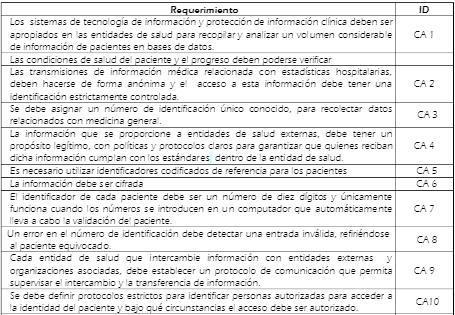 Requerimiento ID
Los sistemas de tecnología de información y protección de información clínica deben ser
apropiados en las entidades de salud para recopilar y analizar un volumen considerable CA 1
de información de pacientes en bases de datos.
Las condiciones de salud del paciente y el progreso deben poderse verificar
Las transmisiones de información médica relacionada con estadísticas hospitalarias,
deben hacerse de forma anónima y el acceso a esta información debe tener una CA 2
identificación estrictamente controlada.
Se debe asignar un número de identificación único conocido, para recolectar datos CA 3
relacionados con medicina general.
La información que se proporcione a entidades de salud externas, debe tener un
propósito legítimo, con políticas y protocolos claros para garantizar que quienes reciban CA 4
dicha información cumplan con los estándares dentro de la entidad de salud.
Es necesario utilizar identificadores codificados de referencia para los pacientes CA 5
La información debe ser cifrada CA 6
El identificador de cada paciente debe ser un número de diez dígitos y únicamente
funciona cuando los números se introducen en un computador que automáticamente CA 7
lleva a cabo la validación del paciente.
Un error en el número de identificación debe detectar una entrada inválida, refiriéndose CA 8
al paciente equivocado.
Cada entidad de salud que intercambie información con entidades externas y
organizaciones asociadas, debe establecer un protocolo de comunicación que permita CA 9
supervisar el intercambio y la transferencia de información.
Se debe definir protocolos estrictos para identificar personas autorizadas para acceder a CA10
la identidad del paciente y bajo qué circunstancias el acceso debe ser autorizado.